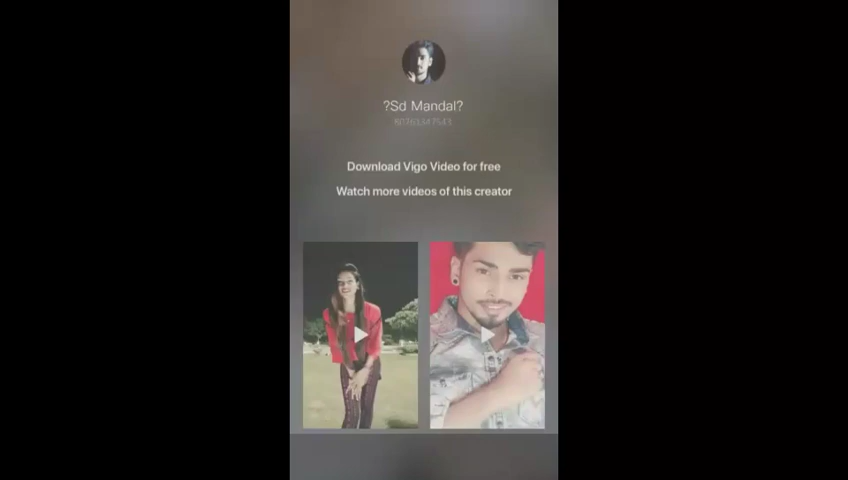 ?Sd Mandal?
Download Vigo Video for free
Watch more videos of this creator